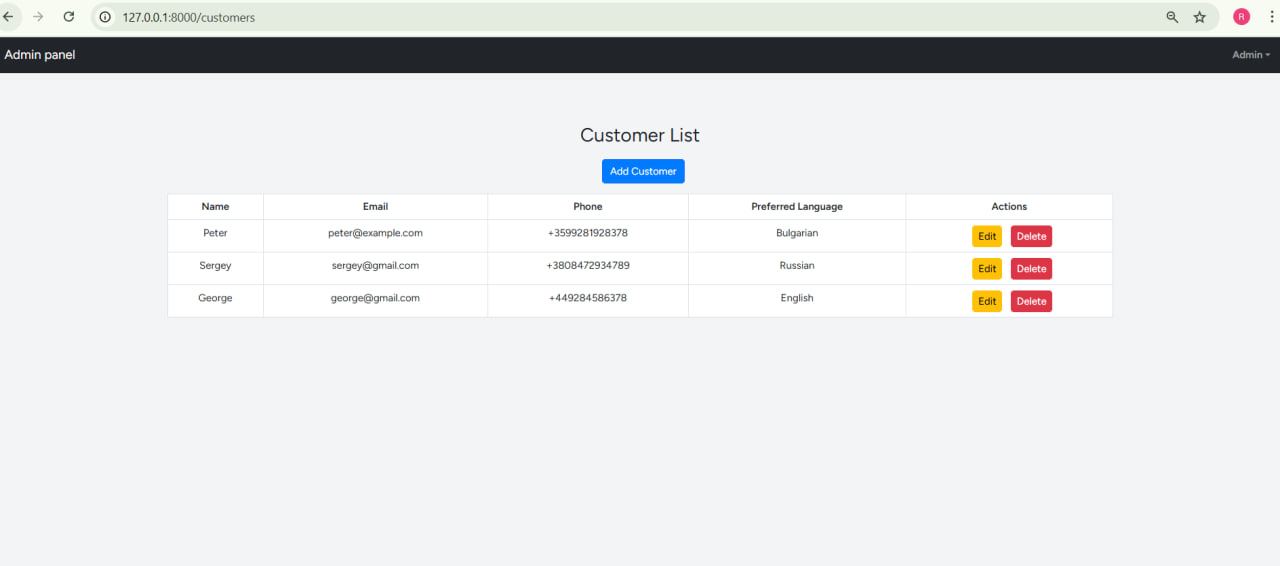 127.0.0.1:8000/customers
R
Admin panel Admin
Customer List
Add Customer
Name Email Phone Preferred Language Actions
Peter peter@example.com +3599281928378 Bulgarian Edit Delete
Sergey sergey@gmail.com +3808472934789 Russian Edit Delete
George george@gmail.com +449284586378 English Edit Delete